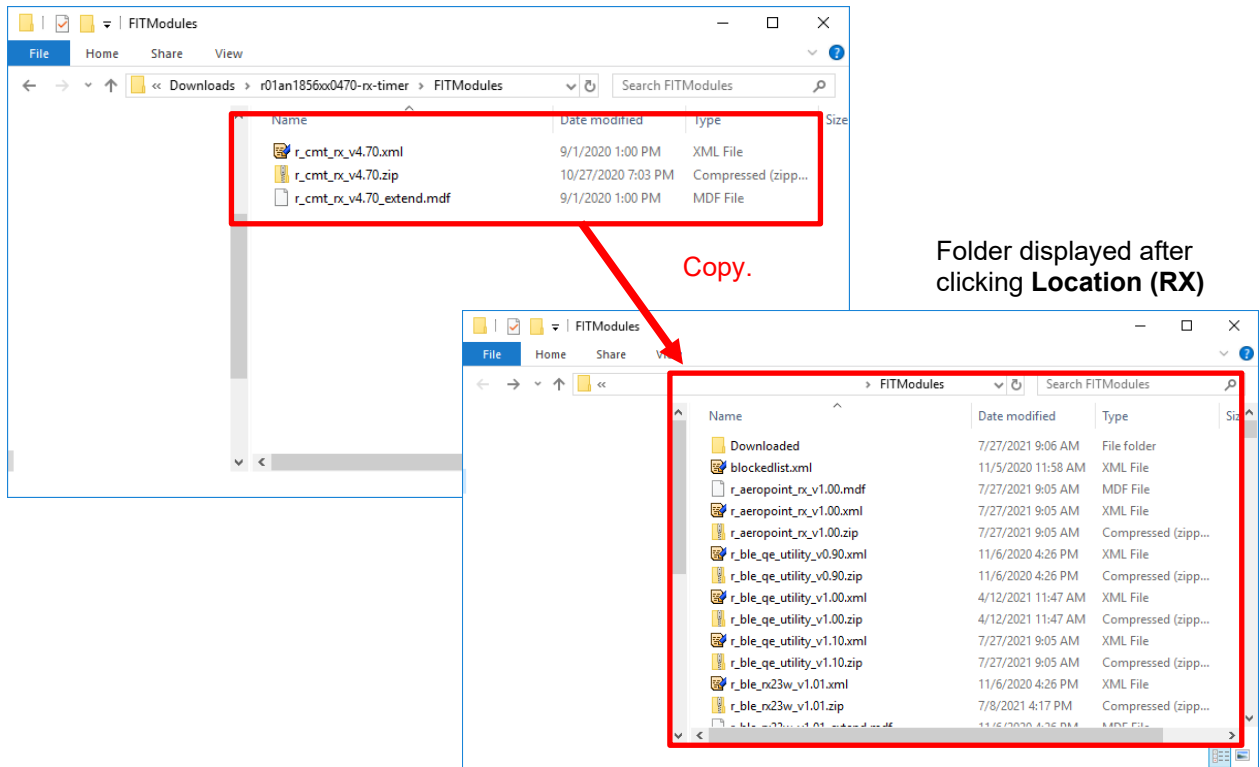 FITModules
File Home Share View
« Downloads › r01an1856xx0470-rx-timer › FITModules
Search FITModules
Name Date modified Type Size
r_cmt_rx_v4.70.xml 9/1/2020 1:00 PM XML File
r_cmt_rx_v4.70.zip 10/27/2020 7:03 PM Compressed (zipp...
r_cmt_rx_v4.70_extend.mdf 9/1/2020 1:00 PM MDF File
Copy.
Folder displayed after
clicking Location (RX)
FITModules
File Home Share
« › FITModules
Search FITModules
Name Date modified Type Siz
Downloaded 7/27/2021 9:06 AM File folder
blockedlist.xml 11/5/2020 11:58 AM XML File
r_aeropoint_rx_v1.00.mdf 7/27/2021 9:05 AM MDF File
r_aeropoint_rx_v1.00.xml 7/27/2021 9:05 AM XML File
r_aeropoint_rx_v1.00.zip 7/27/2021 9:05 AM Compressed (zipp...
r_ble_qe_utility_v0.90.xml 11/6/2020 4:26 PM XML File
r_ble_qe_utility_v0.90.zip 11/6/2020 4:26 PM Compressed (zipp...
r_ble_qe_utility_v1.00.xml 4/12/2021 11:47 AM XML File
r_ble_qe_utility_v1.00.zip 4/12/2021 11:47 AM Compressed (zipp...
r_ble_qe_utility_v1.10.xml 7/27/2021 9:05 AM XML File
r_ble_qe_utility_v1.10.zip 7/27/2021 9:05 AM Compressed (zipp...
r_ble_rx23w_v1.01.xml 11/6/2020 4:26 PM XML File
r_ble_rx23w_v1.01.zip 7/8/2021 4:17 PM Compressed (zipp...